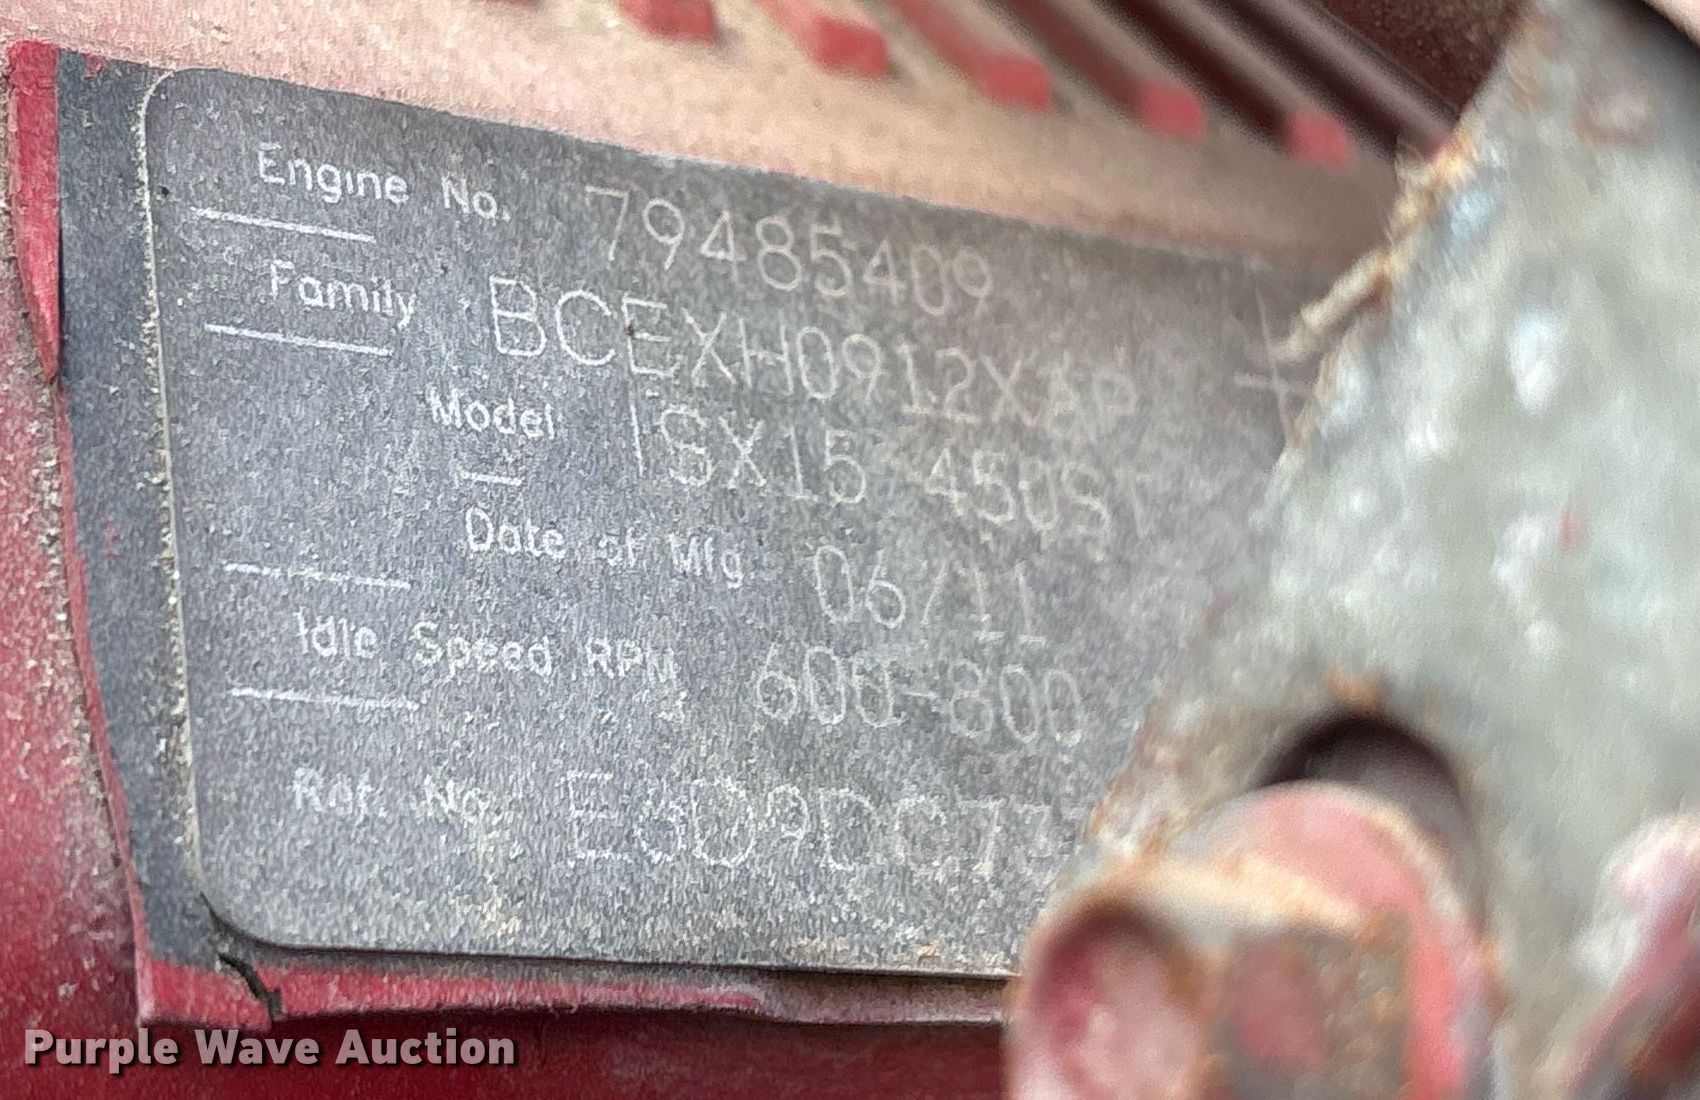 Engine No. 79485409
Family BCEXH0912XAP
Model ISX15 450ST
Date of Mfg. 06/11
Idle Speed RPM 600-800
Ref. No.
Purple Wave Auction